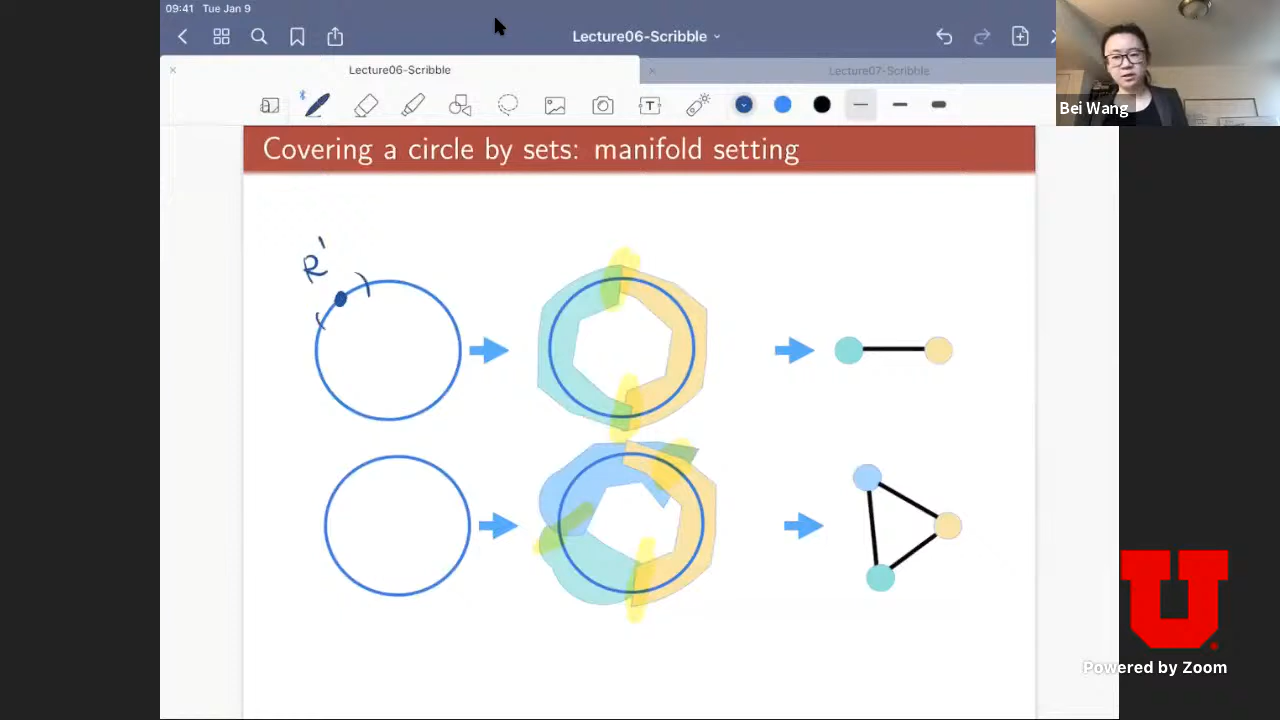 09:41 Tue Jan 9
Lecture06-Scribble
Lecture06-Scribble
Lecture07-Scribble
T
Bei Wang
Covering a circle by sets: manifold setting
R'
U
Powered by Zoom